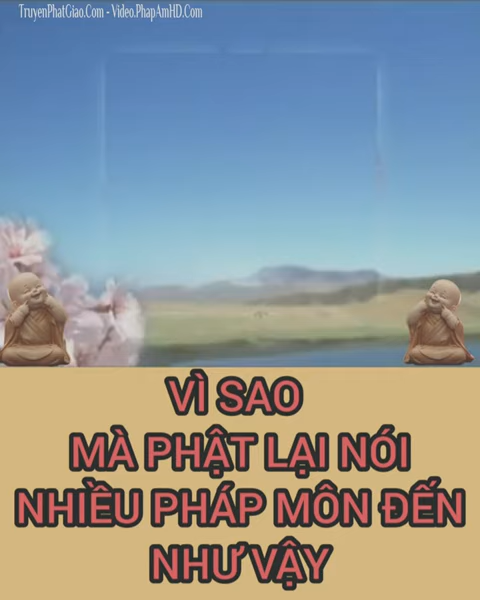 TruyenPhatGiao.Com - Video.PhapAmHD.Com
VÌ SAO
MÀ PHẬT LẠI NÓI
NHIỀU PHÁP MÔN ĐẾN
NHƯ VẬY